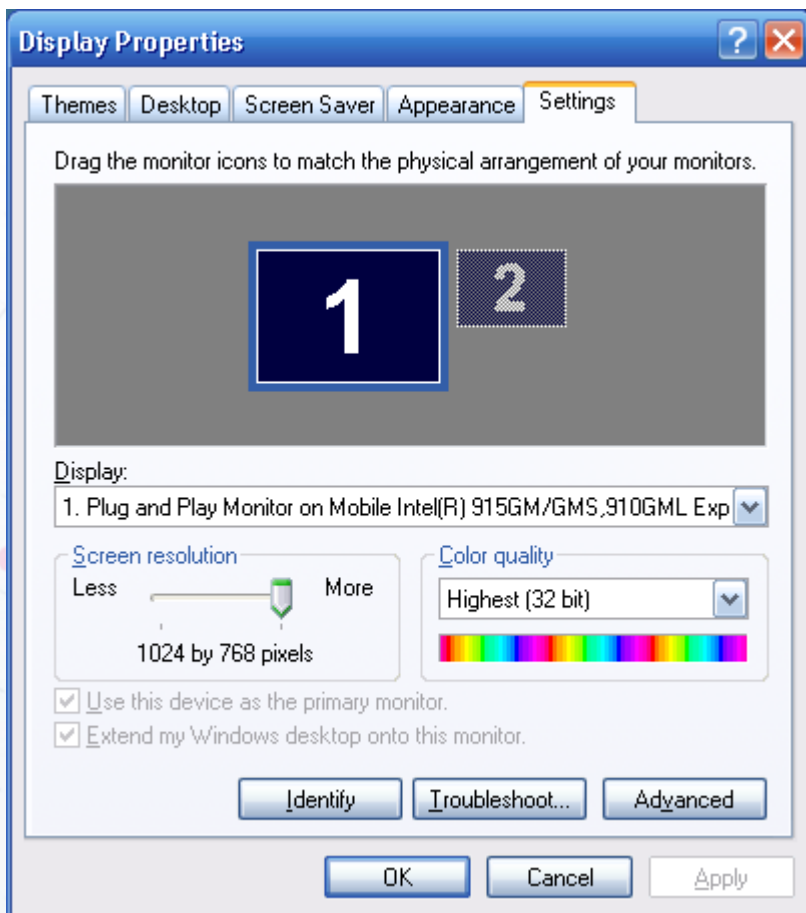 Display Properties
Themes Desktop Screen Saver Appearance Settings
Drag the monitor icons to match the physical arrangement of your monitors.
1 2
Display:
1. Plug and Play Monitor on Mobile Intel(R) 915GM/GMS,910GML Exp
Screen resolution Color quality
Less More Highest (32 bit)
1024 by 768 pixels
Use this device as the primary monitor.
Extend my Windows desktop onto this monitor.
Identify Troubleshoot... Advanced
OK Cancel Apply